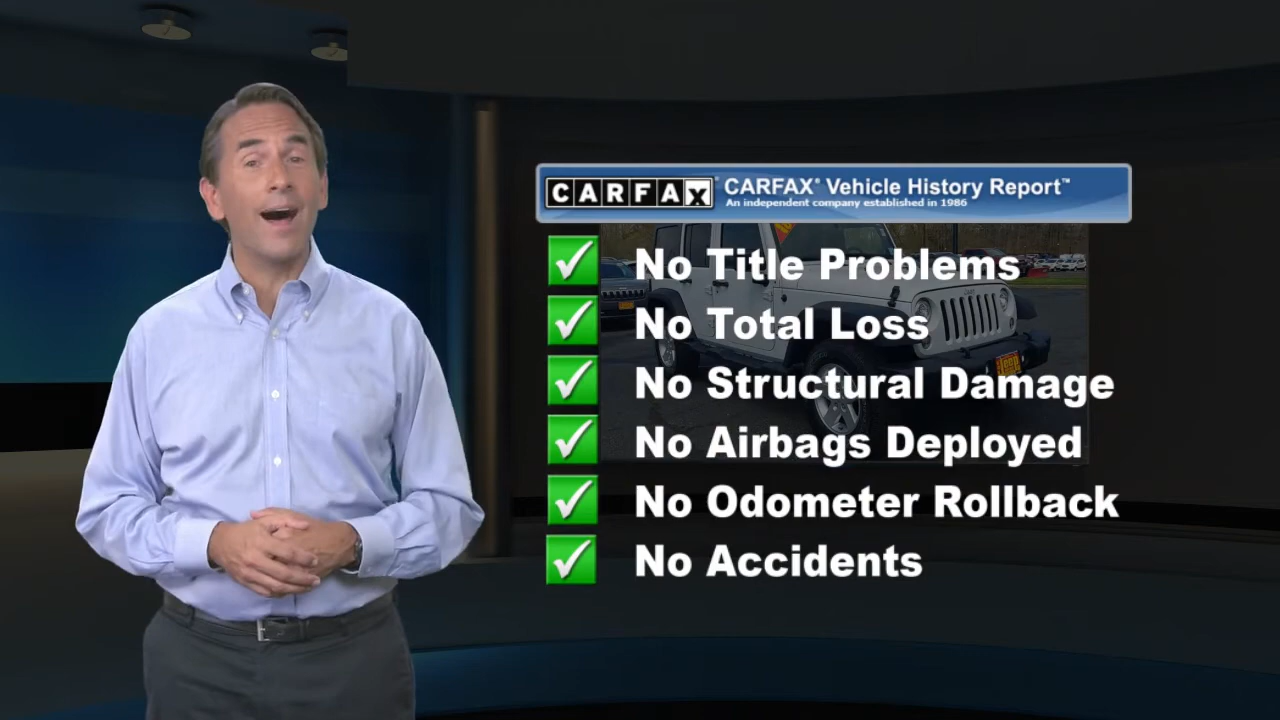 CARFAX® CARFAX® Vehicle History Report™
An independent company established in 1986
No Title Problems
No Total Loss
No Structural Damage
No Airbags Deployed
No Odometer Rollback
No Accidents
Jeep